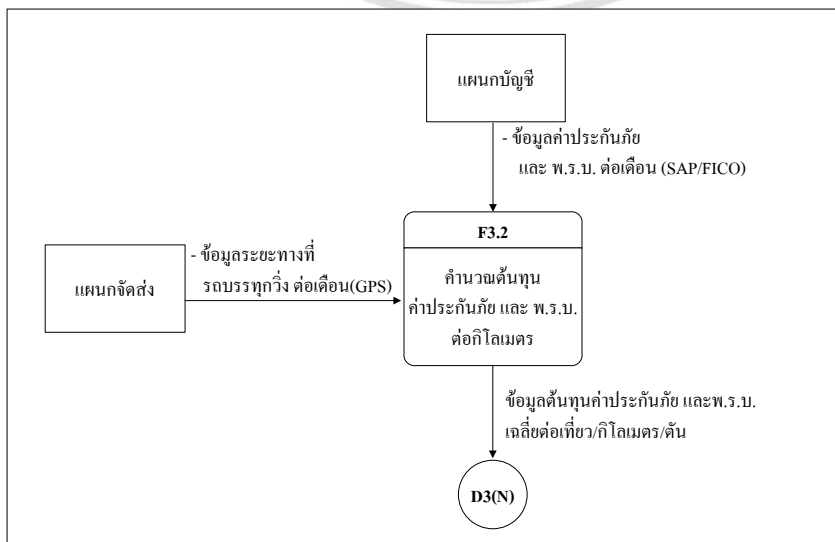 แผนกบัญชี
- ข้อมูลค่าประกันภัย
และ พ.ร.บ. ต่อเดือน (SAP/FICO)
F3.2
- ข้อมูลระยะทางที่
รถบรรทุกวิ่ง ต่อเดือน(GPS)
แผนกจัดส่ง
คำนวณต้นทุน
ค่าประกันภัย และ พ.ร.บ.
ต่อกิโลเมตร
ข้อมูลต้นทุนค่าประกันภัย และพ.ร.บ.
เฉลี่ยต่อเที่ยว/กิโลเมตร/ตัน
D3(N)